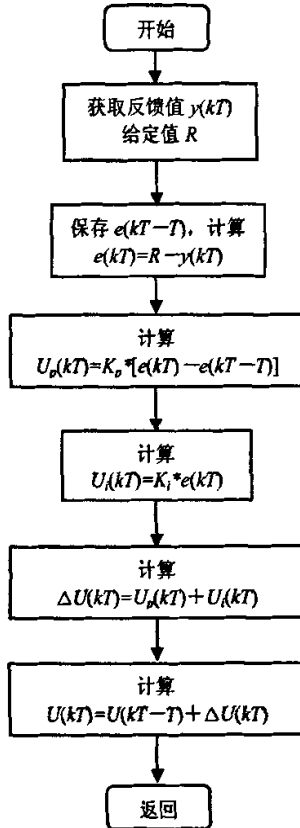 开始
获取反馈值 y(kT)
给定值 R
保存 e(kT-T)，计算
e(kT)=R-y(kT)
计算
Up(kT)=Kp*[e(kT)-e(kT-T)]
计算
Ui(kT)=Ki*e(kT)
计算
△U(kT)=Up(kT)+Ui(kT)
计算
U(kT)=U(kT-T)+△U(kT)
返回